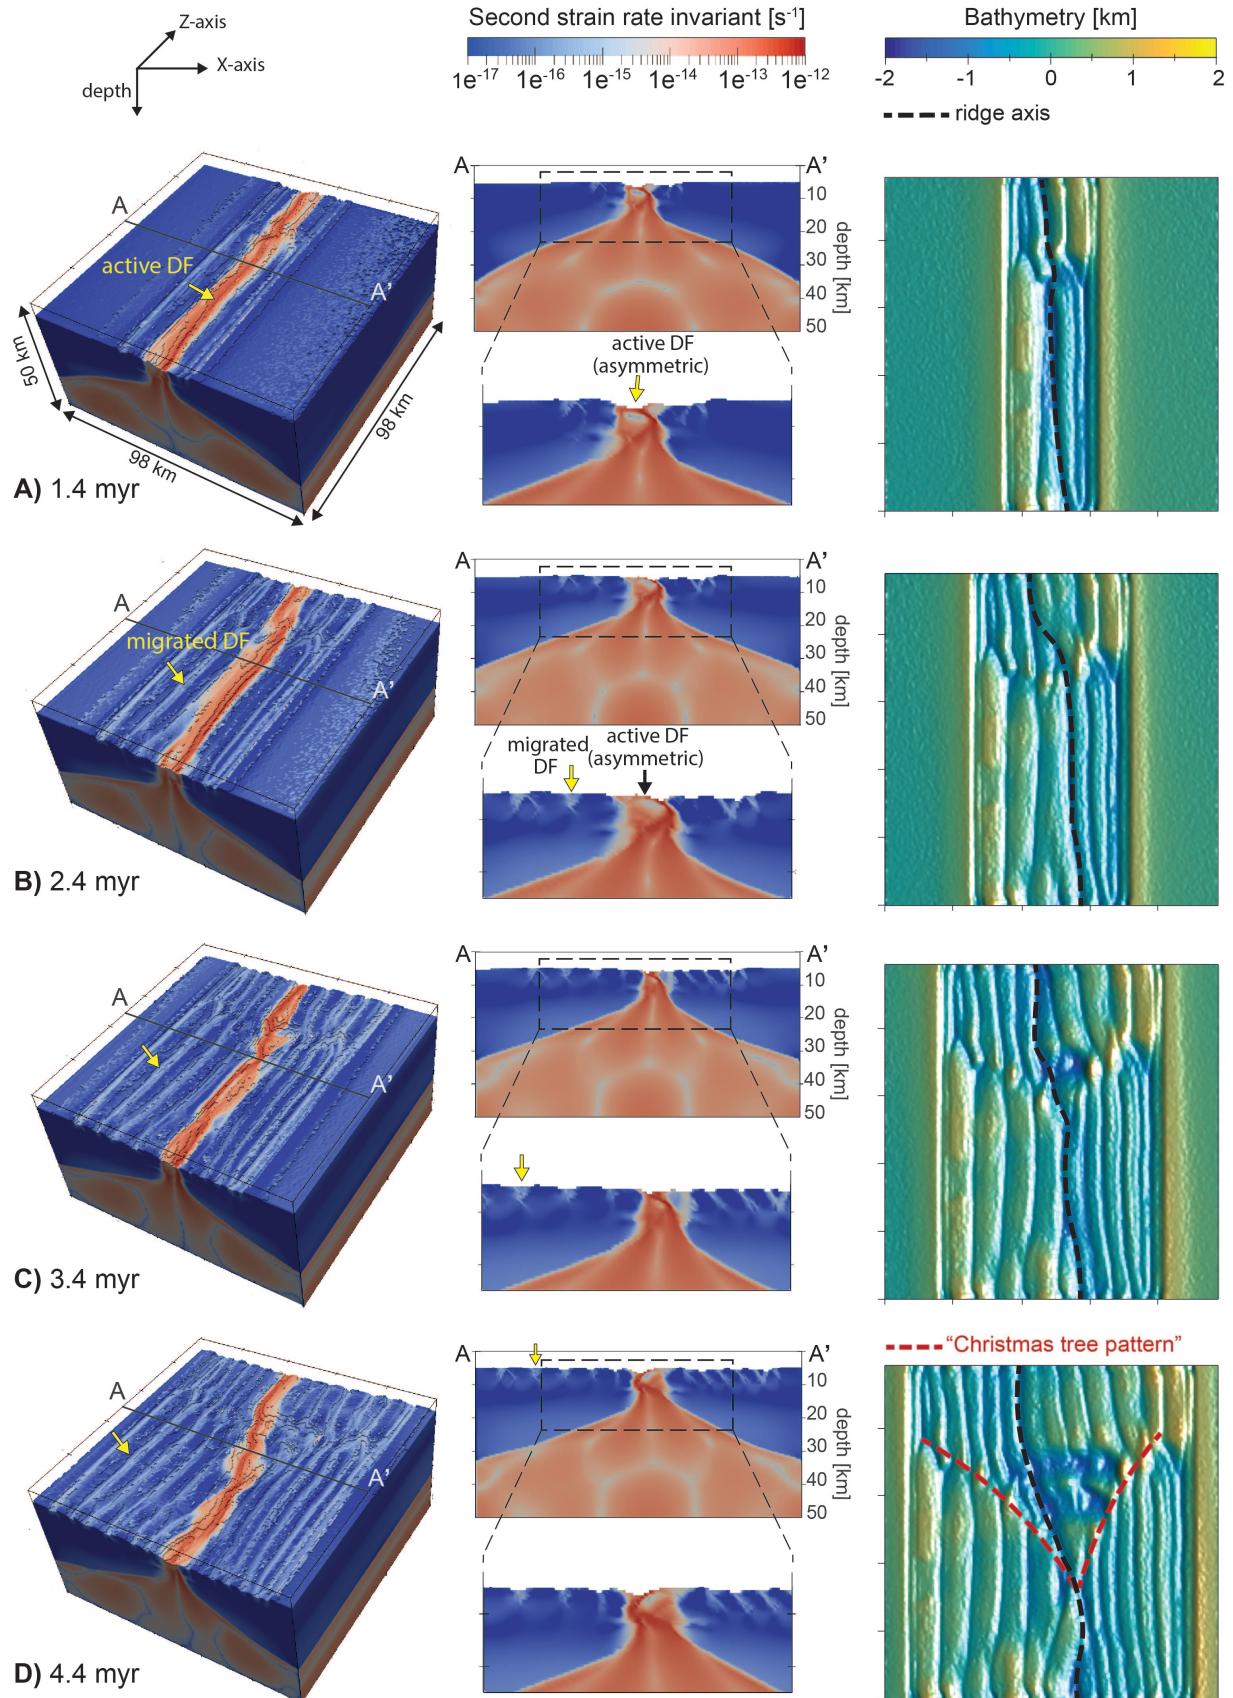 Z-axis
X-axis
depth
Second strain rate invariant [s⁻¹]
1e⁻¹⁷ 1e⁻¹⁶ 1e⁻¹⁵ 1e⁻¹⁴ 1e⁻¹³ 1e⁻¹²
Bathymetry [km]
-2 -1 0 1 2
ridge axis
A
active DF
A'
50 km
98 km
98 km
A) 1.4 myr
A A'
10
20
30
40
50
depth [km]
active DF
(asymmetric)
A
migrated DF
A'
B) 2.4 myr
A A'
10
20
30
40
50
depth [km]
migrated
DF
active DF
(asymmetric)
A
A'
C) 3.4 myr
A A'
10
20
30
40
50
depth [km]
A
A'
D) 4.4 myr
A A'
10
20
30
40
50
depth [km]
“Christmas tree pattern”